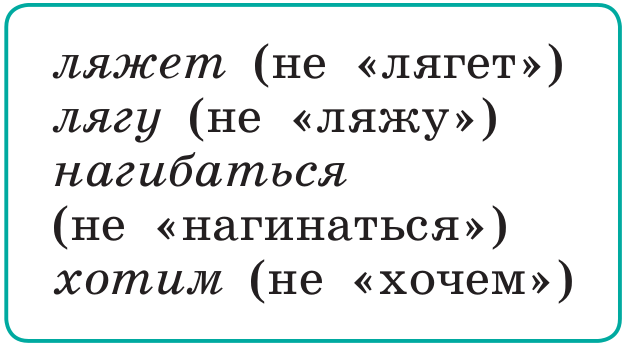 ляжет (не «лягет»)
лягу (не «ляжу»)
нагибаться
(не «нагинаться»)
хотим (не «хочем»)